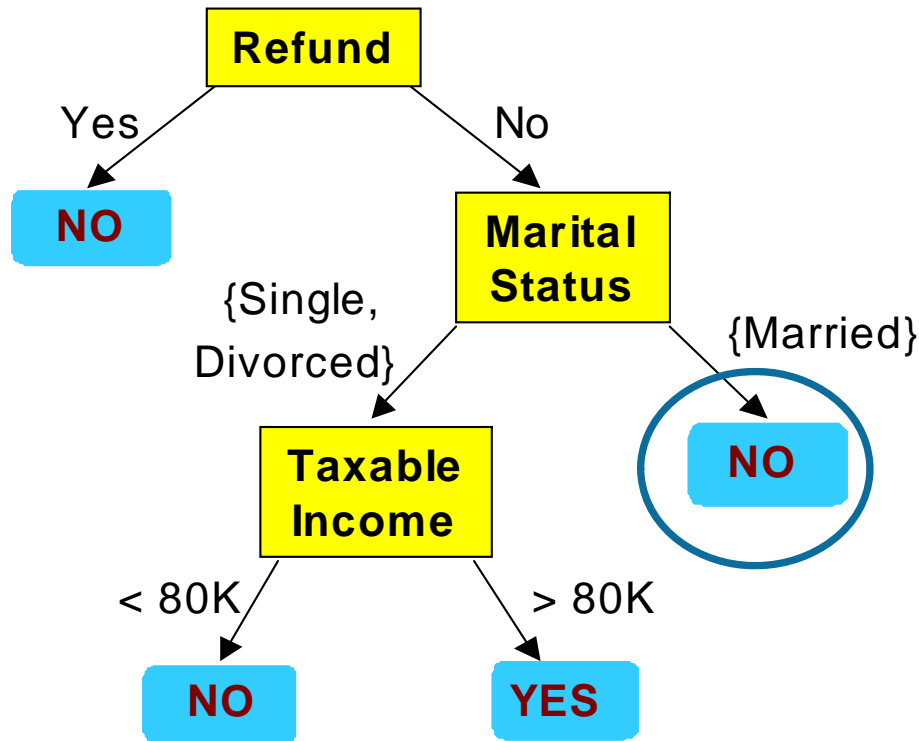 Refund
Yes
No
NO
Marital
Status
{Single,
Divorced}
{Married}
Taxable
Income
NO
< 80K
> 80K
NO
YES